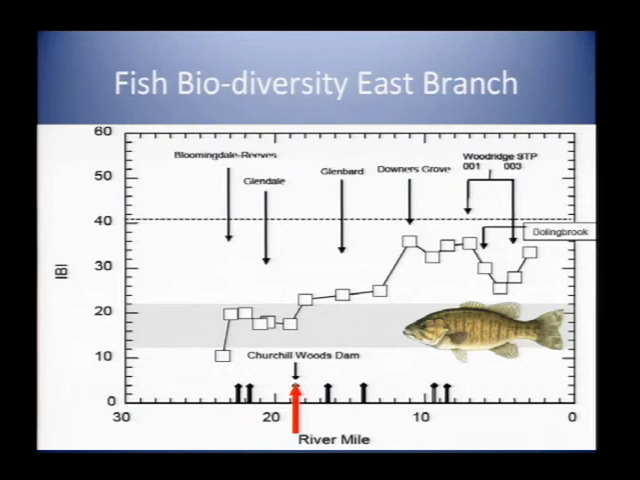 Fish Bio-diversity East Branch
60
50
40
30
20
10
0
IBI
Bloomingdale-Reeves
Glendale
Glenbard
Downers Grove
Woodridge STP
001 003
Bolingbrook
Churchill Woods Dam
30
20
10
0
River Mile